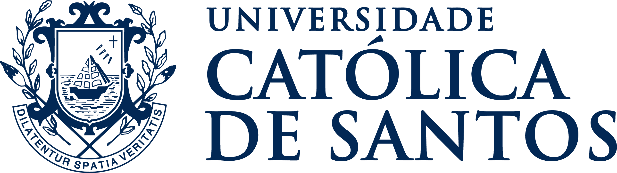 UNIVERSIDADE
CATÓLICA
DE SANTOS
DILATENTUR SPATIA VERITATIS